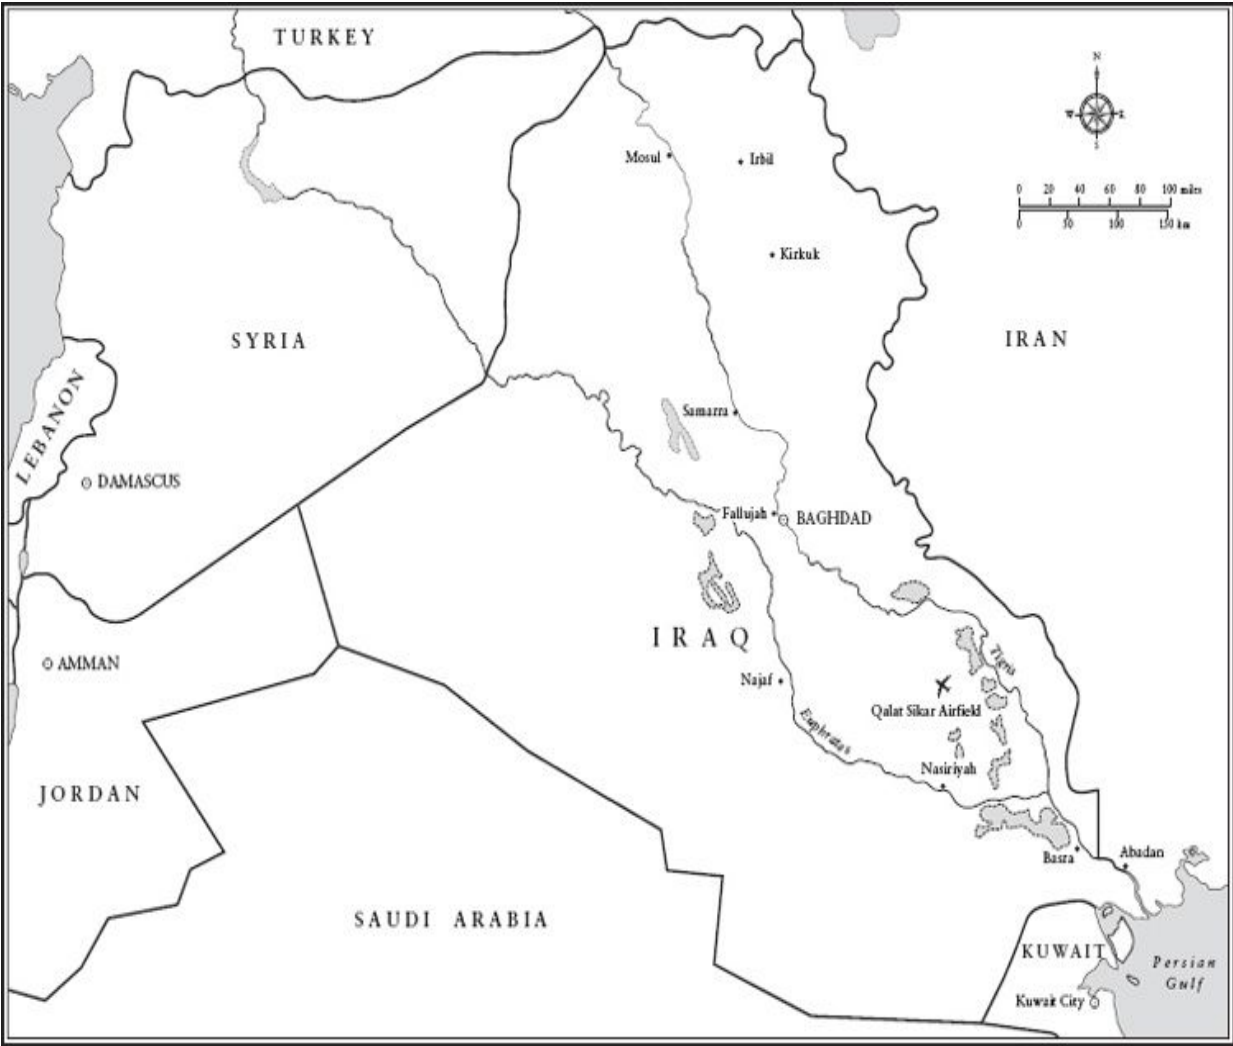 TURKEY
N
W
E
S
Mosul
Irbil
0 20 40 60 80 100 miles
0 50 100 150 km
Kirkuk
SYRIA
IRAN
LEBANON
Samarra
DAMASCUS
Fallujah
BAGHDAD
IRAQ
AMMAN
Tigris
Najaf
Qalat Sikar Airfield
Euphrates
Nasiriyah
JORDAN
Basra
Abadan
SAUDI ARABIA
KUWAIT
Persian
Gulf
Kuwait City